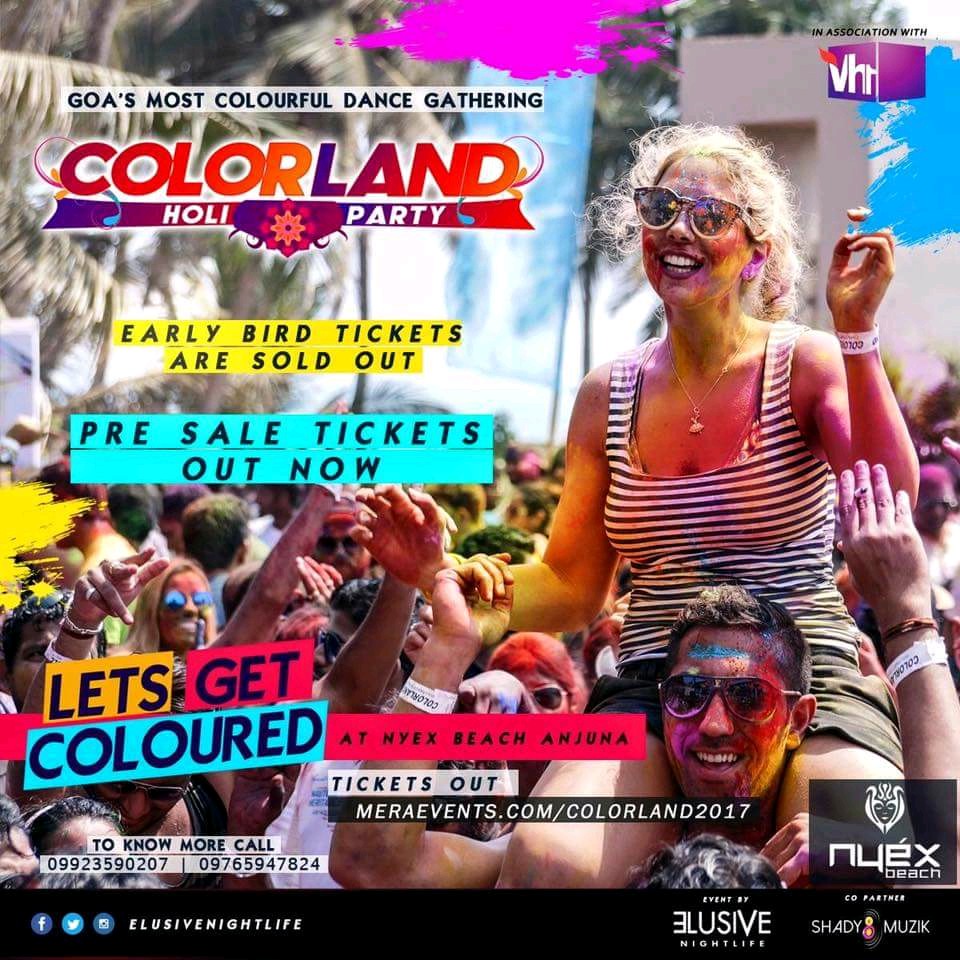 IN ASSOCIATION WITH
vh1
GOA'S MOST COLOURFUL DANCE GATHERING
COLORLAND
HOLI PARTY
EARLY BIRD TICKETS
ARE SOLD OUT
PRE SALE TICKETS
OUT NOW
LETS GET
COLOURED
AT NYEX BEACH ANJUNA
TICKETS OUT
MERAEVENTS.COM/COLORLAND2017
TO KNOW MORE CALL
09923590207 | 09765947824
nyéx
beach
ELUSIVENIGHTLIFE
EVENT BY
ELUSIVE
NIGHTLIFE
CO PARTNER
SHADY MUZIK